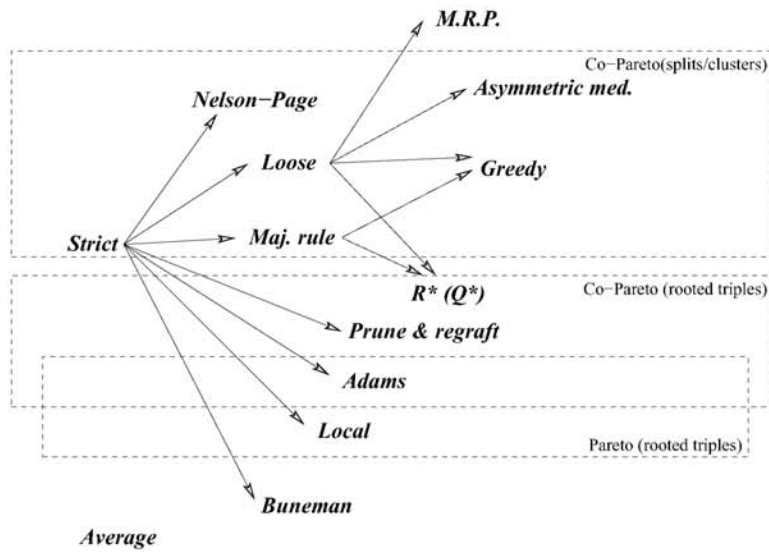 M.R.P.
Co-Pareto(splits/clusters)
Nelson-Page
Asymmetric med.
Loose
Greedy
Strict
Maj. rule
R* (Q*)
Co-Pareto (rooted triples)
Prune & regraft
Adams
Local
Pareto (rooted triples)
Buneman
Average